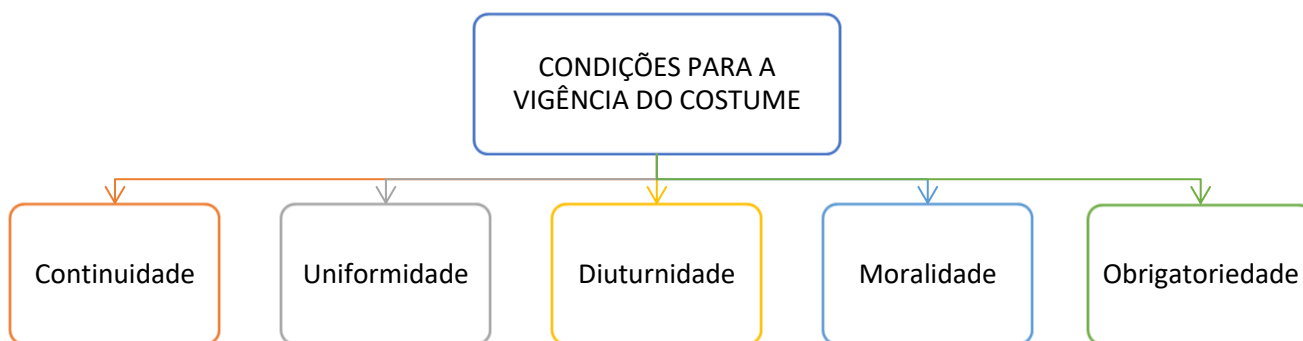 CONDIÇÕES PARA A
VIGÊNCIA DO COSTUME
Continuidade
Uniformidade
Diuturnidade
Moralidade
Obrigatoriedade